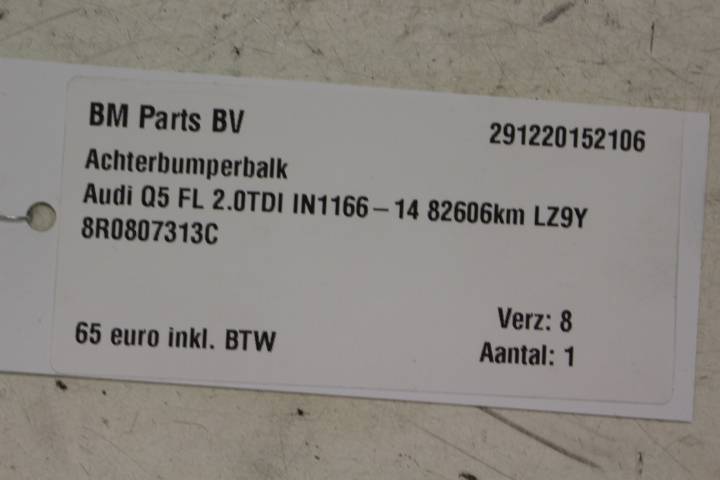 BM Parts BV
291220152106
Achterbumperbalk
Audi Q5 FL 2.0TDI IN1166-14 82606km LZ9Y
8R0807313C
Verz: 8
65 euro inkl. BTW
Aantal: 1